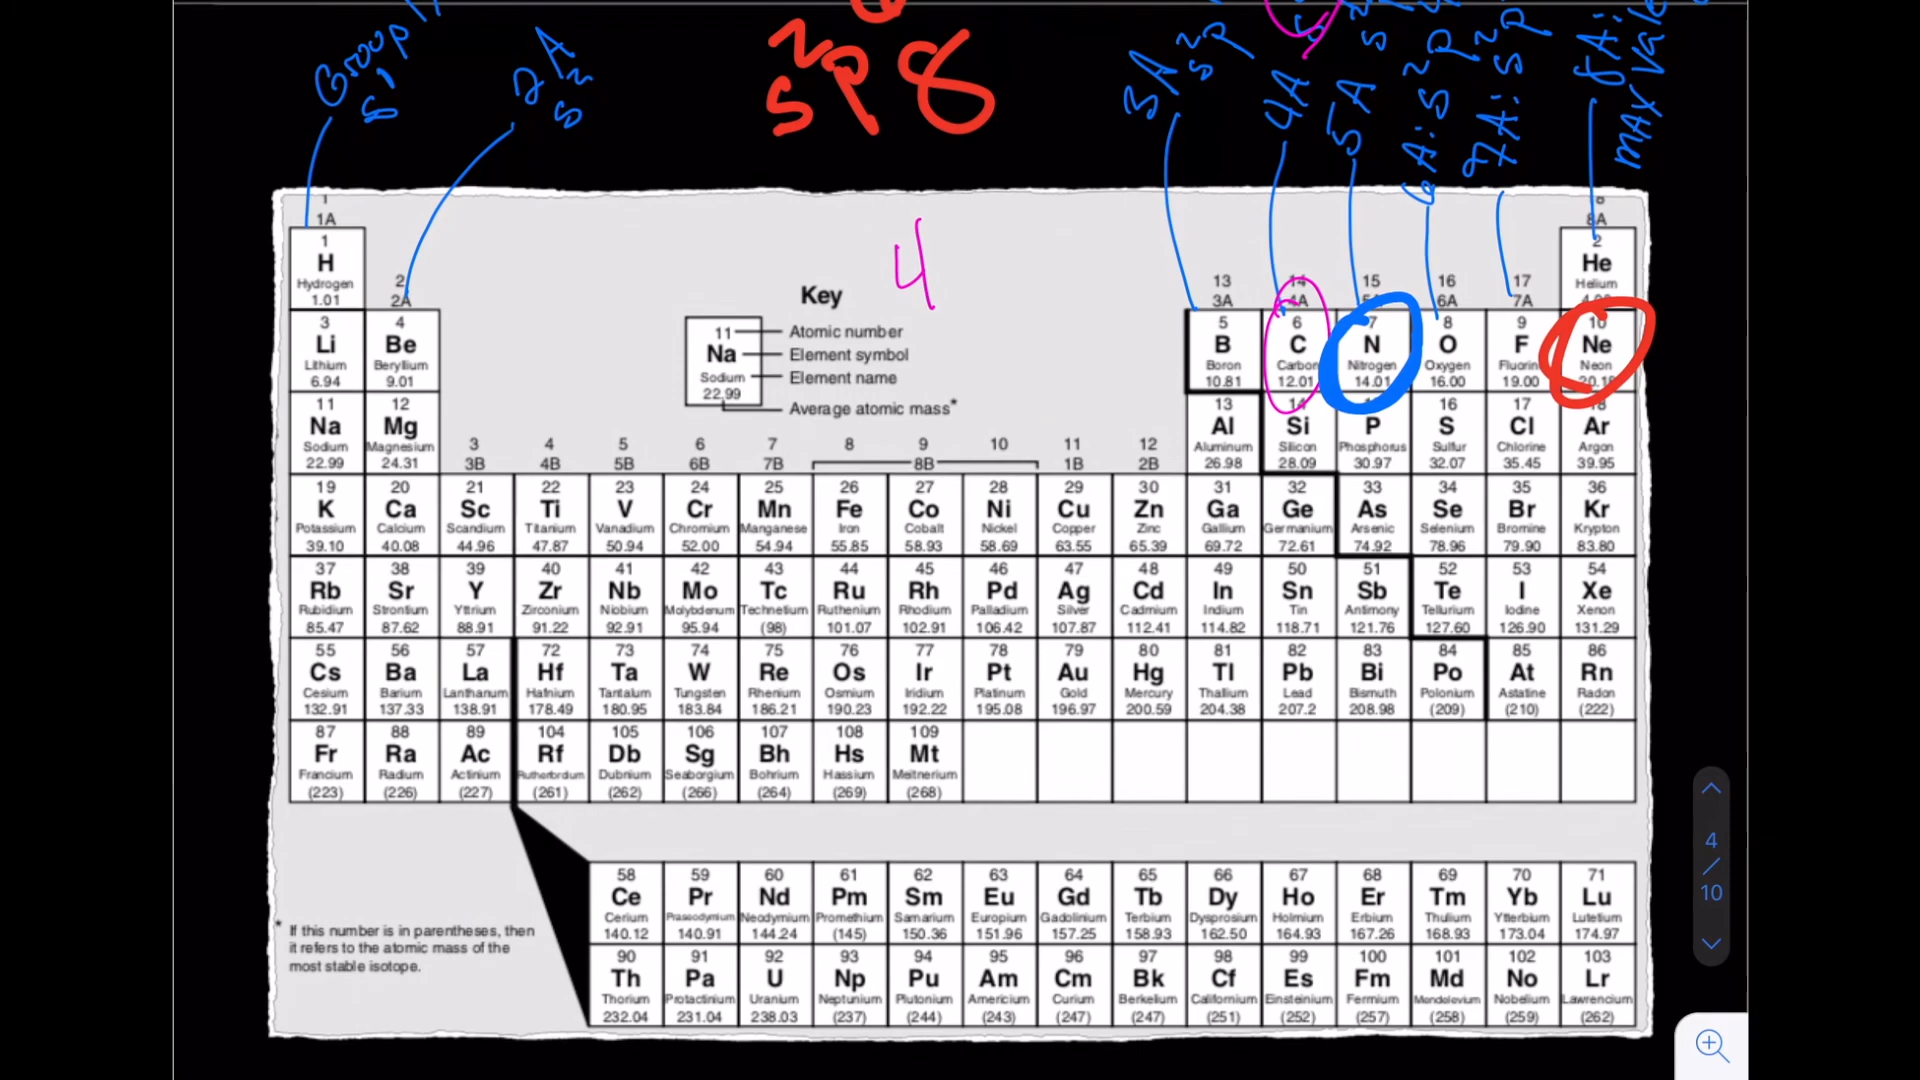 Group
s¹
2A
s²
s²p
8
3A
s²p
4A
5A
6A: s²p
7A: s²p
8A:
MAX Vale
4
1
1A
8A
1
H
Hydrogen
1.01
2
2A
13
3A
14
4A
15
16
6A
17
7A
2
He
Helium
Key
11
Na
Sodium
22.99
Atomic number
Element symbol
Element name
Average atomic mass*
3
Li
Lithium
6.94
4
Be
Beryllium
9.01
5
B
Boron
10.81
6
C
Carbon
12.01
7
N
Nitrogen
14.01
8
O
Oxygen
16.00
9
F
Fluorin
19.00
10
Ne
Neon
20.18
11
Na
Sodium
22.99
12
Mg
Magnesium
24.31
3
3B
4
4B
5
5B
6
6B
7
7B
8
9
10
8B
11
1B
12
2B
13
Al
Aluminum
26.98
14
Si
Silicon
28.09
P
Phosphorus
30.97
16
S
Sulfur
32.07
17
Cl
Chlorine
35.45
18
Ar
Argon
39.95
19
K
Potassium
39.10
20
Ca
Calcium
40.08
21
Sc
Scandium
44.96
22
Ti
Titanium
47.87
23
V
Vanadium
50.94
24
Cr
Chromium
52.00
25
Mn
Manganese
54.94
26
Fe
Iron
55.85
27
Co
Cobalt
58.93
28
Ni
Nickel
58.69
29
Cu
Copper
63.55
30
Zn
Zinc
65.39
31
Ga
Gallium
69.72
32
Ge
Germanium
72.61
33
As
Arsenic
74.92
34
Se
Selenium
78.96
35
Br
Bromine
79.90
36
Kr
Krypton
83.80
37
Rb
Rubidium
85.47
38
Sr
Strontium
87.62
39
Y
Yttrium
88.91
40
Zr
Zirconium
91.22
41
Nb
Niobium
92.91
42
Mo
Molybdenum
95.94
43
Tc
Technetium
(98)
44
Ru
Ruthenium
101.07
45
Rh
Rhodium
102.91
46
Pd
Palladium
106.42
47
Ag
Silver
107.87
48
Cd
Cadmium
112.41
49
In
Indium
114.82
50
Sn
Tin
118.71
51
Sb
Antimony
121.76
52
Te
Tellurium
127.60
53
I
Iodine
126.90
54
Xe
Xenon
131.29
55
Cs
Cesium
132.91
56
Ba
Barium
137.33
57
La
Lanthanum
138.91
72
Hf
Hafnium
178.49
73
Ta
Tantalum
180.95
74
W
Tungsten
183.84
75
Re
Rhenium
186.21
76
Os
Osmium
190.23
77
Ir
Iridium
192.22
78
Pt
Platinum
195.08
79
Au
Gold
196.97
80
Hg
Mercury
200.59
81
Tl
Thallium
204.38
82
Pb
Lead
207.2
83
Bi
Bismuth
208.98
84
Po
Polonium
(209)
85
At
Astatine
(210)
86
Rn
Radon
(222)
87
Fr
Francium
(223)
88
Ra
Radium
(226)
89
Ac
Actinium
(227)
104
Rf
Rutherfordium
(261)
105
Db
Dubnium
(262)
106
Sg
Seaborgium
(266)
107
Bh
Bohrium
(264)
108
Hs
Hassium
(269)
109
Mt
Meitnerium
(268)
58
Ce
Cerium
140.12
59
Pr
Praseodymium
140.91
60
Nd
Neodymium
144.24
61
Pm
Promethium
(145)
62
Sm
Samarium
150.36
63
Eu
Europium
151.96
64
Gd
Gadolinium
157.25
65
Tb
Terbium
158.93
66
Dy
Dysprosium
162.50
67
Ho
Holmium
164.93
68
Er
Erbium
167.26
69
Tm
Thulium
168.93
70
Yb
Ytterbium
173.04
71
Lu
Lutetium
174.97
90
Th
Thorium
232.04
91
Pa
Protactinium
231.04
92
U
Uranium
238.03
93
Np
Neptunium
(237)
94
Pu
Plutonium
(244)
95
Am
Americium
(243)
96
Cm
Curium
(247)
97
Bk
Berkelium
(247)
98
Cf
Californium
(251)
99
Es
Einsteinium
(252)
100
Fm
Fermium
(257)
101
Md
Mendelevium
(258)
102
No
Nobelium
(259)
103
Lr
Lawrencium
(262)
* If this number is in parentheses, then
it refers to the atomic mass of the
most stable isotope.
4
/
10